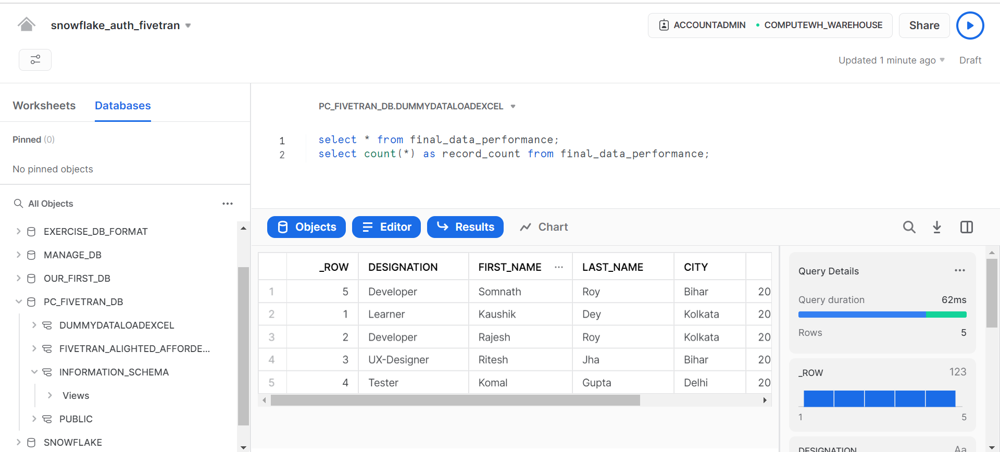 snowflake_auth_fivetran
ACCOUNTADMIN COMPUTEWH_WAREHOUSE
Share
Updated 1 minute ago
Draft
Worksheets
Databases
Pinned (0)
No pinned objects
All Objects
EXERCISE_DB_FORMAT
MANAGE_DB
OUR_FIRST_DB
PC_FIVETRAN_DB
DUMMYDATALOADEXCEL
FIVETRAN_ALIGHTED_AFFORDE...
INFORMATION_SCHEMA
Views
PUBLIC
SNOWFLAKE
PC_FIVETRAN_DB.DUMMYDATALOADEXCEL
1 select * from final_data_performance;
2 select count(*) as record_count from final_data_performance;
Objects
Editor
Results
Chart
_ROW DESIGNATION FIRST_NAME LAST_NAME CITY
1 5 Developer Somnath Roy Bihar 20
2 1 Learner Kaushik Dey Kolkata 20
3 2 Developer Rajesh Roy Kolkata 20
4 3 UX-Designer Ritesh Jha Bihar 20
5 4 Tester Komal Gupta Delhi 20
Query Details
Query duration 62ms
Rows 5
_ROW 123
1 5
DESIGNATION Aa